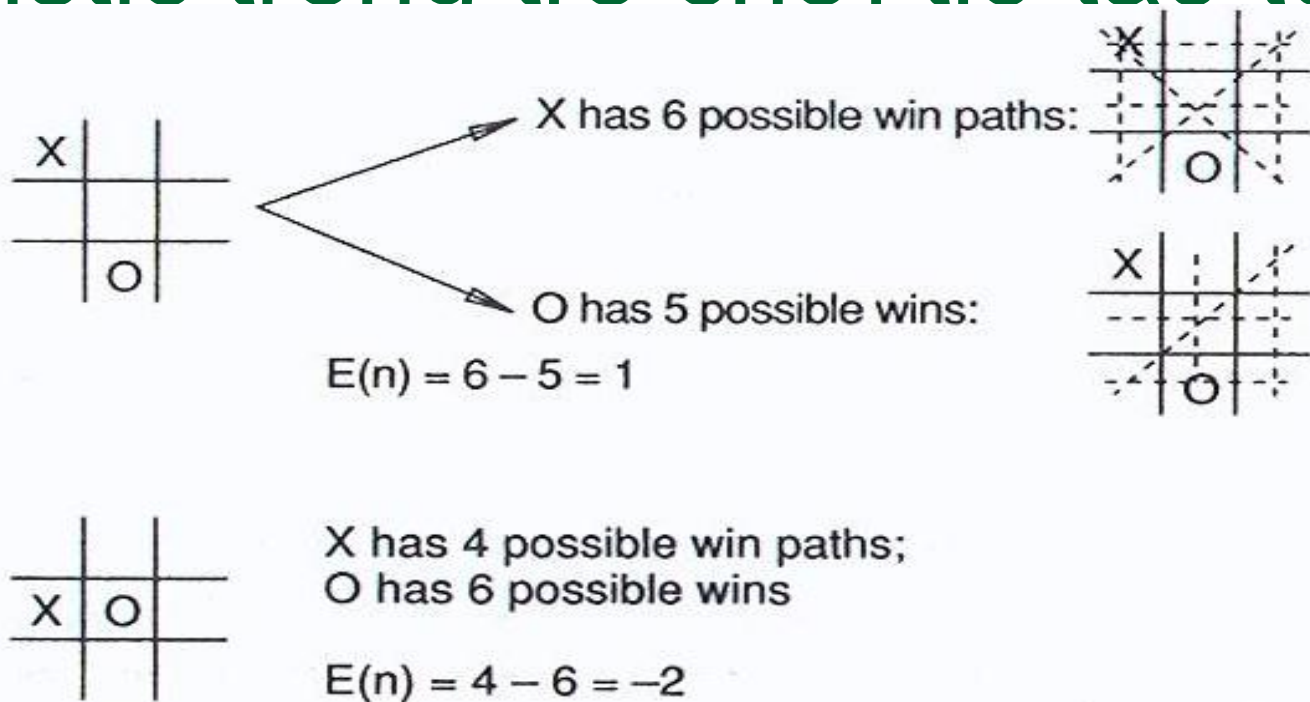 X has 6 possible win paths:
X
O
X
O
O has 5 possible wins:
X
O
E(n) = 6 – 5 = 1
X has 4 possible win paths;
O has 6 possible wins
X O
E(n) = 4 – 6 = –2